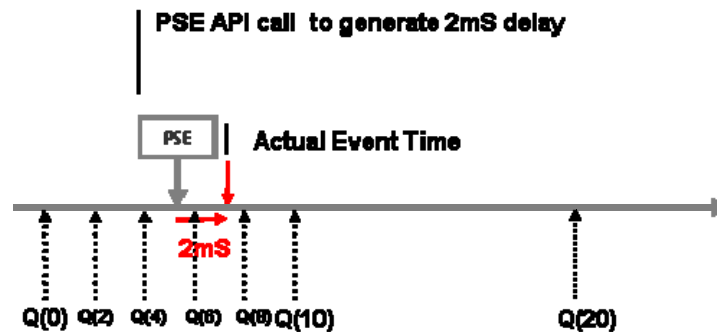 PSE API call to generate 2mS delay
PSE
Actual Event Time
2mS
Q(0) Q(2) Q(4) Q(6) Q(8) Q(10) Q(20)